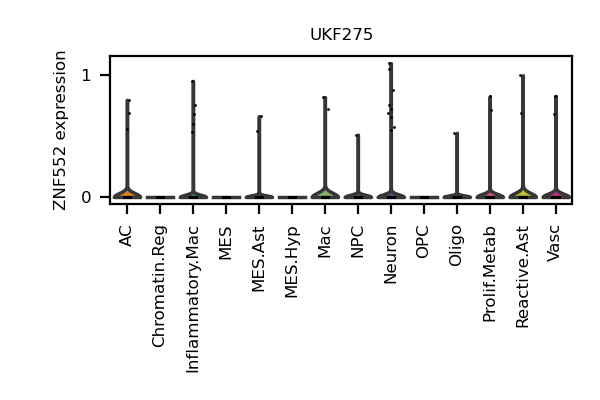 UKF275
ZNF552 expression
1
0
AC
Chromatin.Reg
Inflammatory.Mac
MES
MES.Ast
MES.Hyp
Mac
NPC
Neuron
OPC
Oligo
Prolif.Metab
Reactive.Ast
Vasc